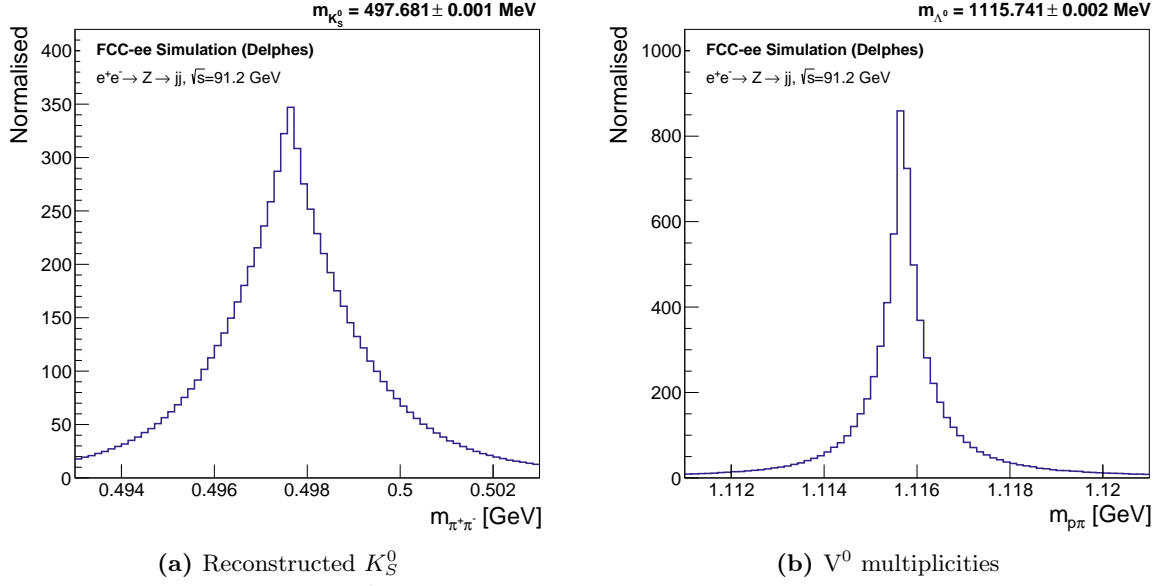 m_{K_S^0} = 497.681 ± 0.001 MeV
Normalised
400
350
300
250
200
150
100
50
0
FCC-ee Simulation (Delphes)
e⁺e⁻→ Z → jj, √s=91.2 GeV
0.494 0.496 0.498 0.5 0.502
m_{π⁺π⁻} [GeV]
(a) Reconstructed K_S^0
m_{Λ^0} = 1115.741 ± 0.002 MeV
Normalised
1000
800
600
400
200
0
FCC-ee Simulation (Delphes)
e⁺e⁻→ Z → jj, √s=91.2 GeV
1.112 1.114 1.116 1.118 1.12
m_{pπ} [GeV]
(b) V⁰ multiplicities